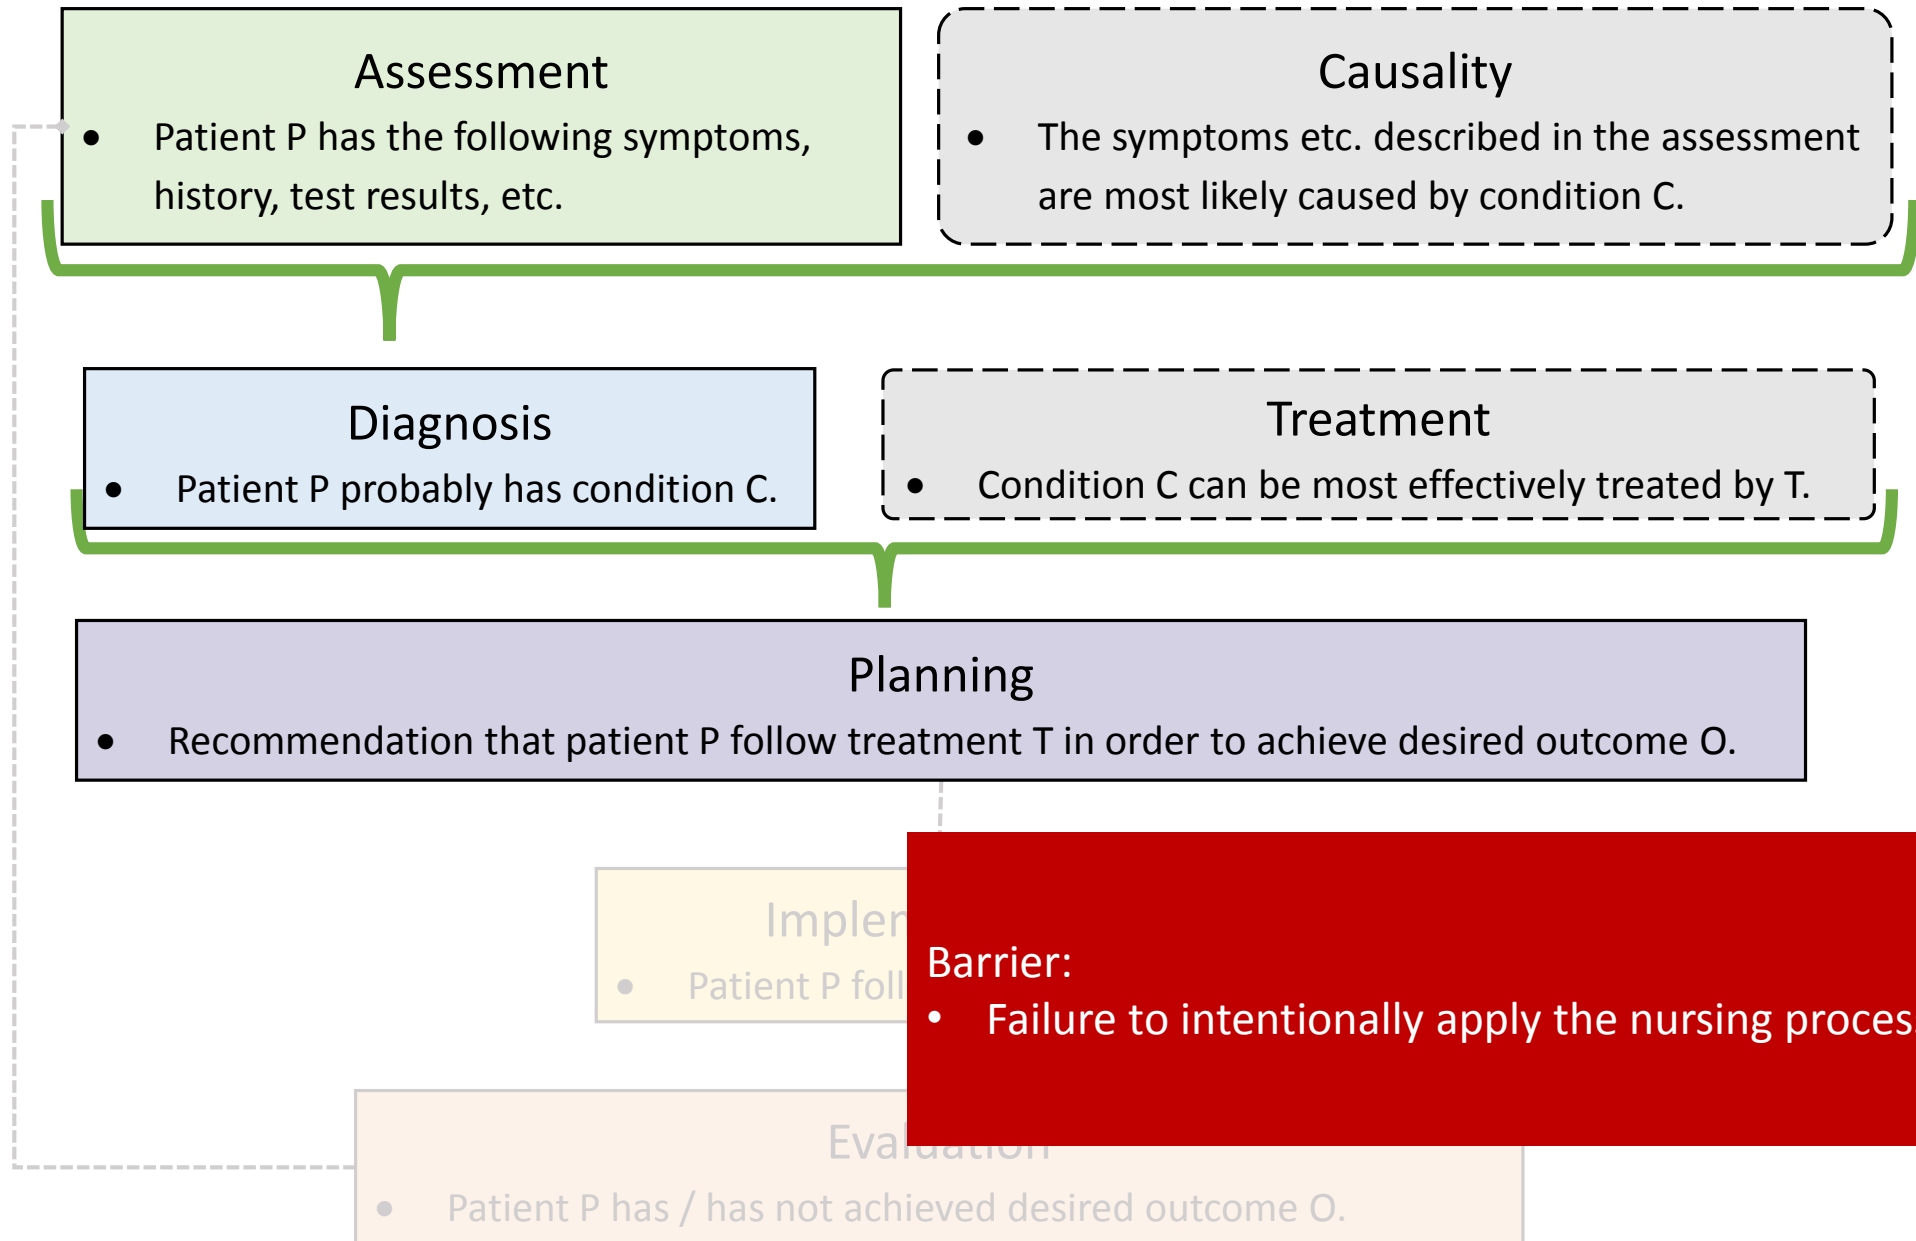 Assessment
• Patient P has the following symptoms,
history, test results, etc.
Causality
• The symptoms etc. described in the assessment
are most likely caused by condition C.
Diagnosis
• Patient P probably has condition C.
Treatment
• Condition C can be most effectively treated by T.
Planning
• Recommendation that patient P follow treatment T in order to achieve desired outcome O.
• Patient P
Barrier:
• Failure to intentionally apply the nursing proces
Evaluation
• Patient P has / has not achieved desired outcome O.